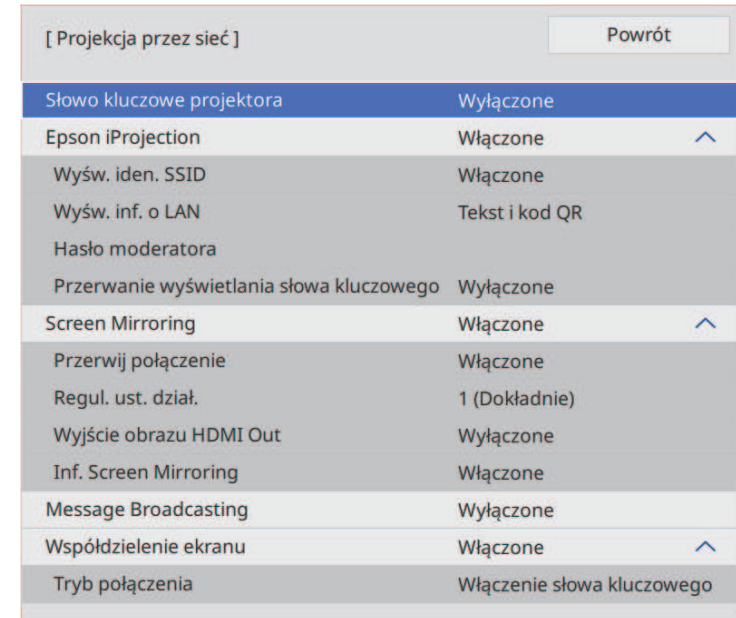 [ Projekcja przez sieć ] Powrót
Słowo kluczowe projektora Wyłączone
Epson iProjection Włączone
Wyśw. iden. SSID Włączone
Wyśw. inf. o LAN Tekst i kod QR
Hasło moderatora
Przerwanie wyświetlania słowa kluczowego Wyłączone
Screen Mirroring Włączone
Przerwij połączenie Włączone
Regul. ust. dział. 1 (Dokładnie)
Wyjście obrazu HDMI Out Wyłączone
Inf. Screen Mirroring Włączone
Message Broadcasting Wyłączone
Współdzielenie ekranu Włączone
Tryb połączenia Włączenie słowa kluczowego